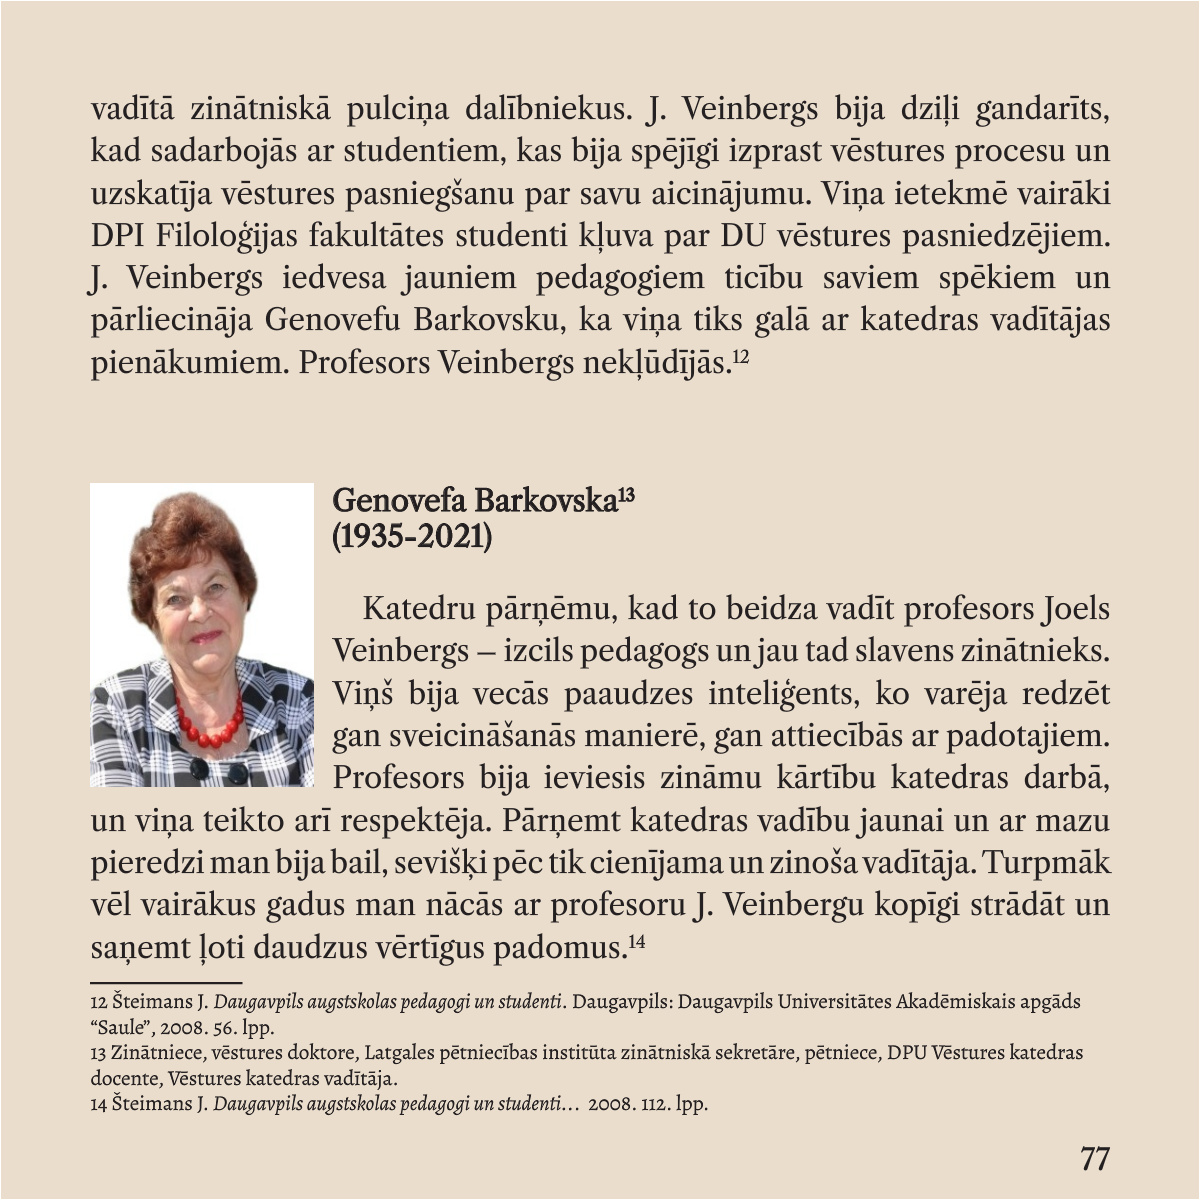 vadītā zinātniskā pulciņa dalībniekus. J. Veinbergs bija dziļi gandarīts,
kad sadarbojās ar studentiem, kas bija spējīgi izprast vēstures procesu un
uzskatīja vēstures pasniegšanu par savu aicinājumu. Viņa ietekmē vairāki
DPI Filoloģijas fakultātes studenti kļuva par DU vēstures pasniedzējiem.
J. Veinbergs iedvesa jauniem pedagogiem ticību saviem spēkiem un
pārliecināja Genovefu Barkovsku, ka viņa tiks galā ar katedras vadītājas
pienākumiem. Profesors Veinbergs nekļūdījās.¹²
Genovefa Barkovska¹³
(1935-2021)
Katedru pārņēmu, kad to beidza vadīt profesors Joels
Veinbergs – izcils pedagogs un jau tad slavens zinātnieks.
Viņš bija vecās paaudzes inteliģents, ko varēja redzēt
gan sveicināšanās manierē, gan attiecībās ar padotajiem.
Profesors bija ieviesis zināmu kārtību katedras darbā,
un viņa teikto arī respektēja. Pārņemt katedras vadību jaunai un ar mazu
pieredzi man bija bail, sevišķi pēc tik cienījama un zinoša vadītāja. Turpmāk
vēl vairākus gadus man nācās ar profesoru J. Veinbergu kopīgi strādāt un
saņemt ļoti daudzus vērtīgus padomus.¹⁴
12 Šteimans J. Daugavpils augstskolas pedagogi un studenti. Daugavpils: Daugavpils Universitātes Akadēmiskais apgāds
“Saule”, 2008. 56. lpp.
13 Zinātniece, vēstures doktore, Latgales pētniecības institūta zinātniskā sekretāre, pētniece, DPU Vēstures katedras
docente, Vēstures katedras vadītāja.
14 Šteimans J. Daugavpils augstskolas pedagogi un studenti… 2008. 112. lpp.
77